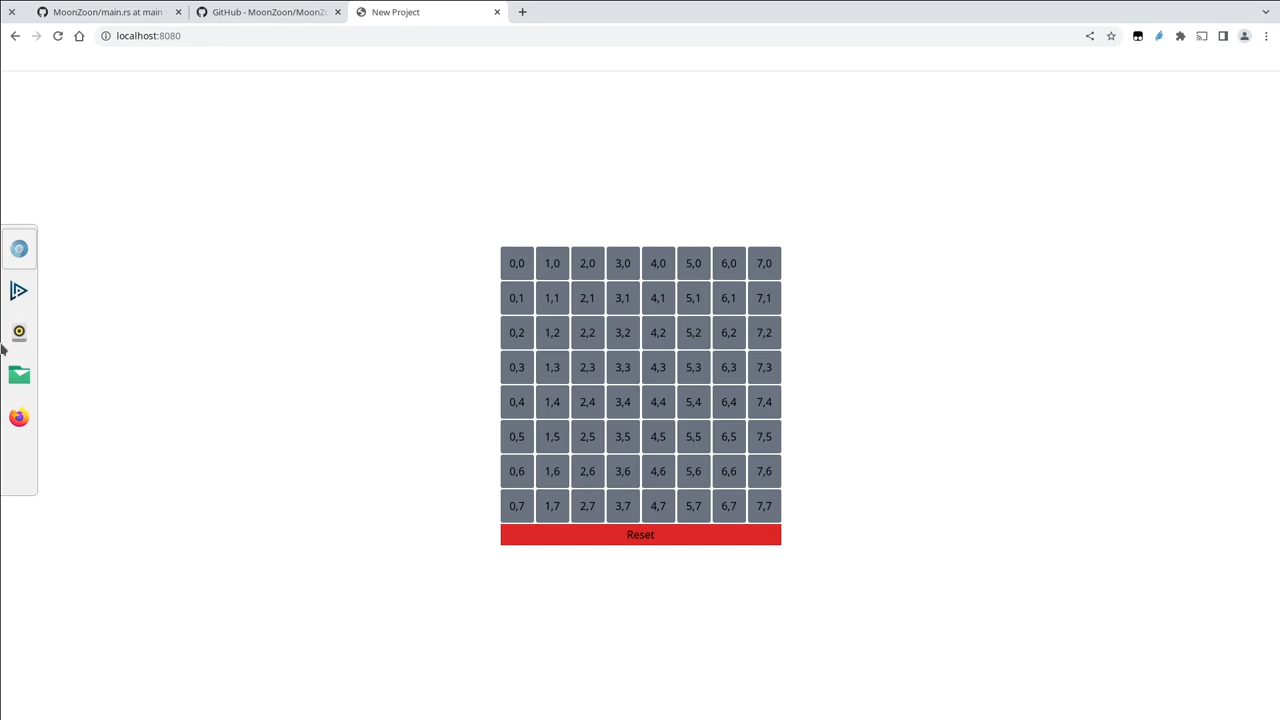 MoonZoon/main.rs at main
GitHub - MoonZoon/MoonZ
New Project
localhost:8080
0,0 1,0 2,0 3,0 4,0 5,0 6,0 7,0
0,1 1,1 2,1 3,1 4,1 5,1 6,1 7,1
0,2 1,2 2,2 3,2 4,2 5,2 6,2 7,2
0,3 1,3 2,3 3,3 4,3 5,3 6,3 7,3
0,4 1,4 2,4 3,4 4,4 5,4 6,4 7,4
0,5 1,5 2,5 3,5 4,5 5,5 6,5 7,5
0,6 1,6 2,6 3,6 4,6 5,6 6,6 7,6
0,7 1,7 2,7 3,7 4,7 5,7 6,7 7,7
Reset